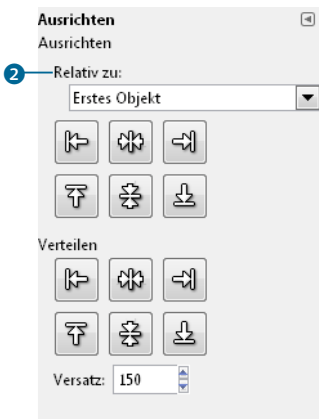 Ausrichten
Ausrichten
2 Relativ zu:
Erstes Objekt
Verteilen
Versatz: 150